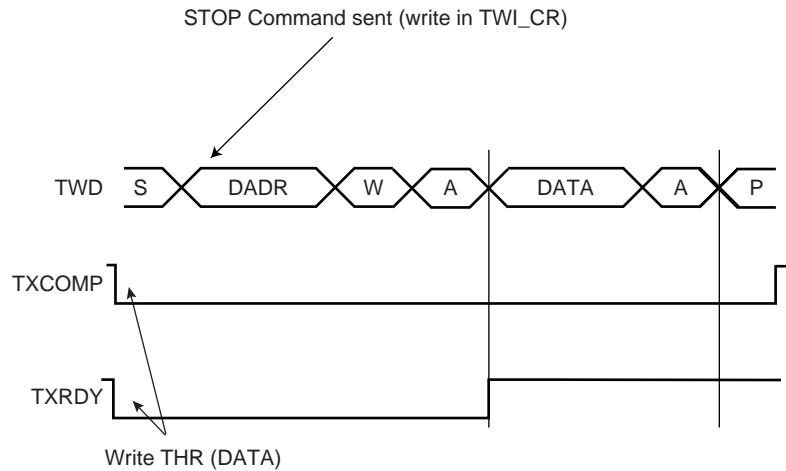 STOP Command sent (write in TWI_CR)
TWD S DADR W A DATA A P
TXCOMP
TXRDY
Write THR (DATA)